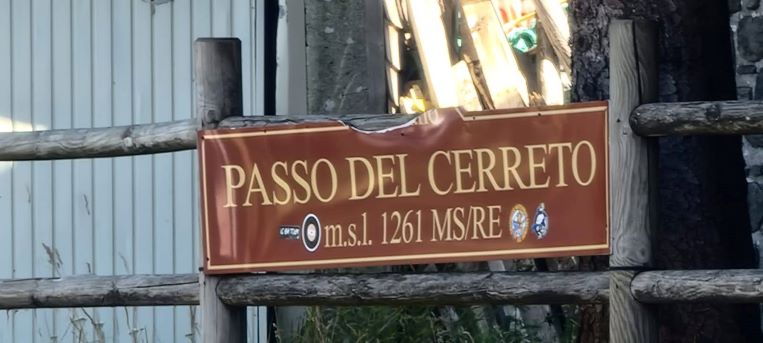 PASSO DEL CERRETO
m.s.l. 1261 MS/RE